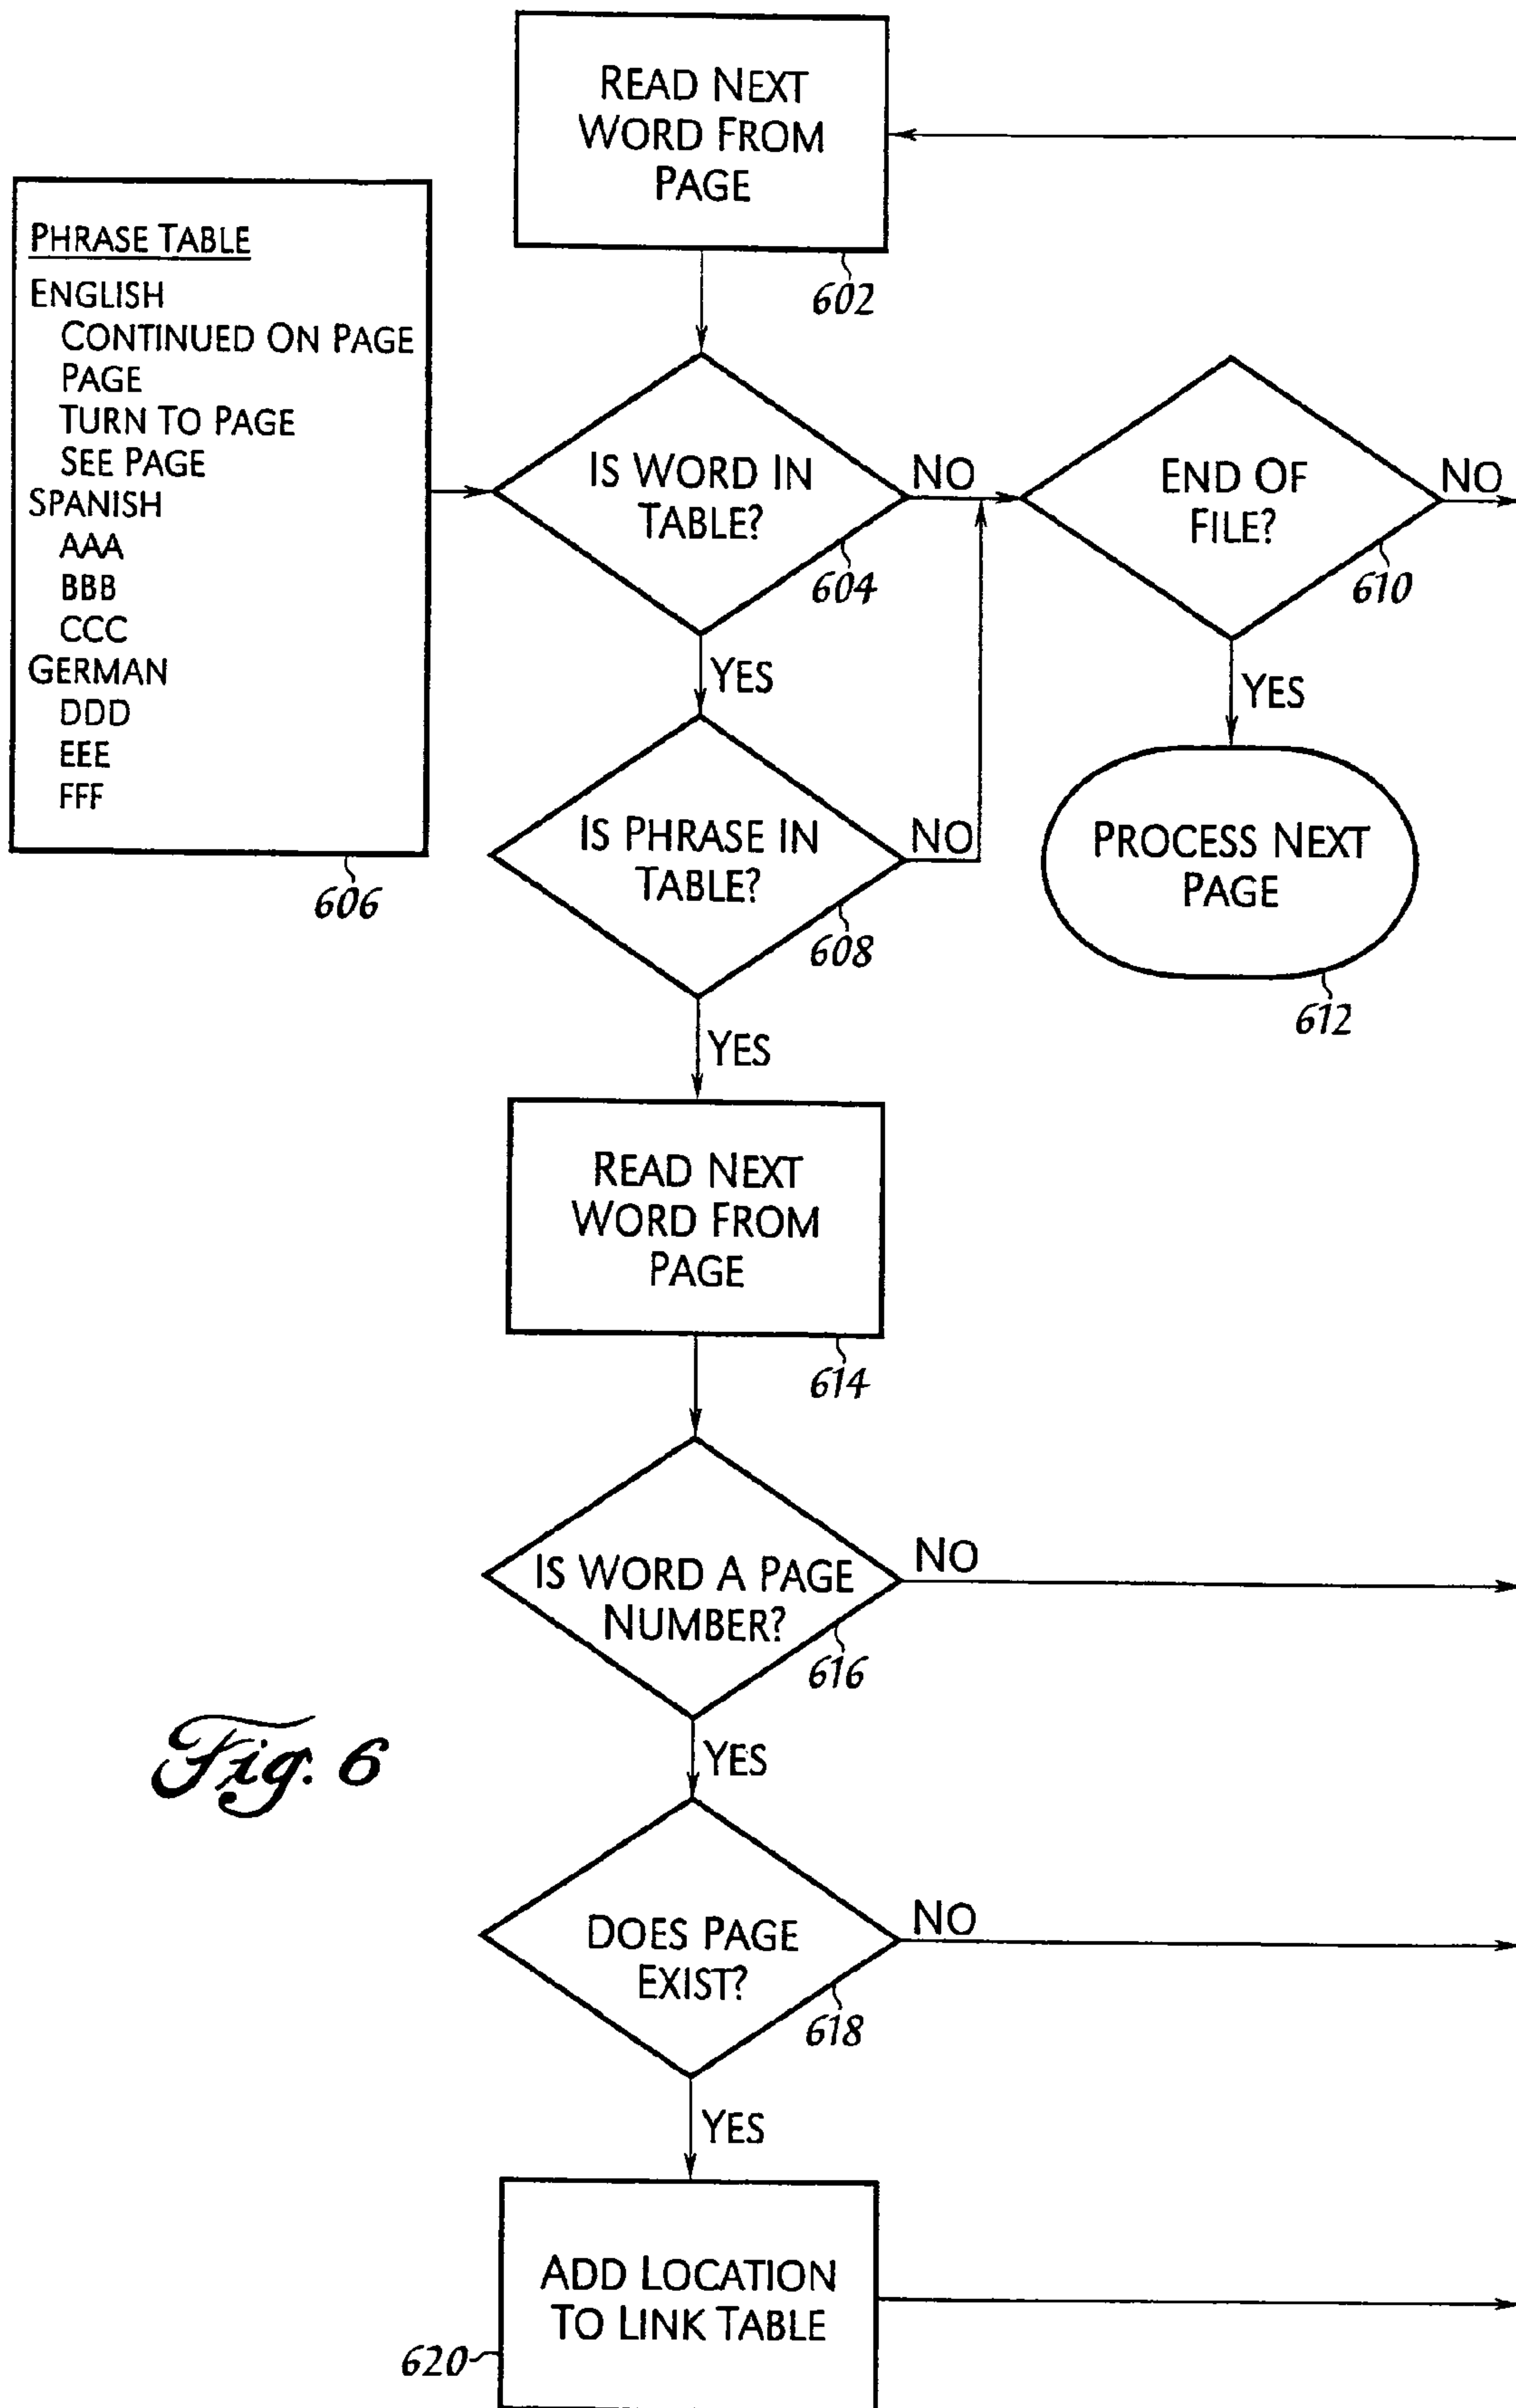 READ NEXT
WORD FROM
PAGE
602
PHRASE TABLE
ENGLISH
CONTINUED ON PAGE
PAGE
TURN TO PAGE
SEE PAGE
SPANISH
AAA
BBB
CCC
GERMAN
DDD
EEE
FFF
606
IS WORD IN
TABLE?
604
NO
END OF
FILE?
610
NO
YES
YES
IS PHRASE IN
TABLE?
608
NO
PROCESS NEXT
PAGE
612
YES
READ NEXT
WORD FROM
PAGE
614
IS WORD A PAGE
NUMBER?
616
NO
Fig. 6
YES
DOES PAGE
EXIST?
618
NO
YES
ADD LOCATION
TO LINK TABLE
620